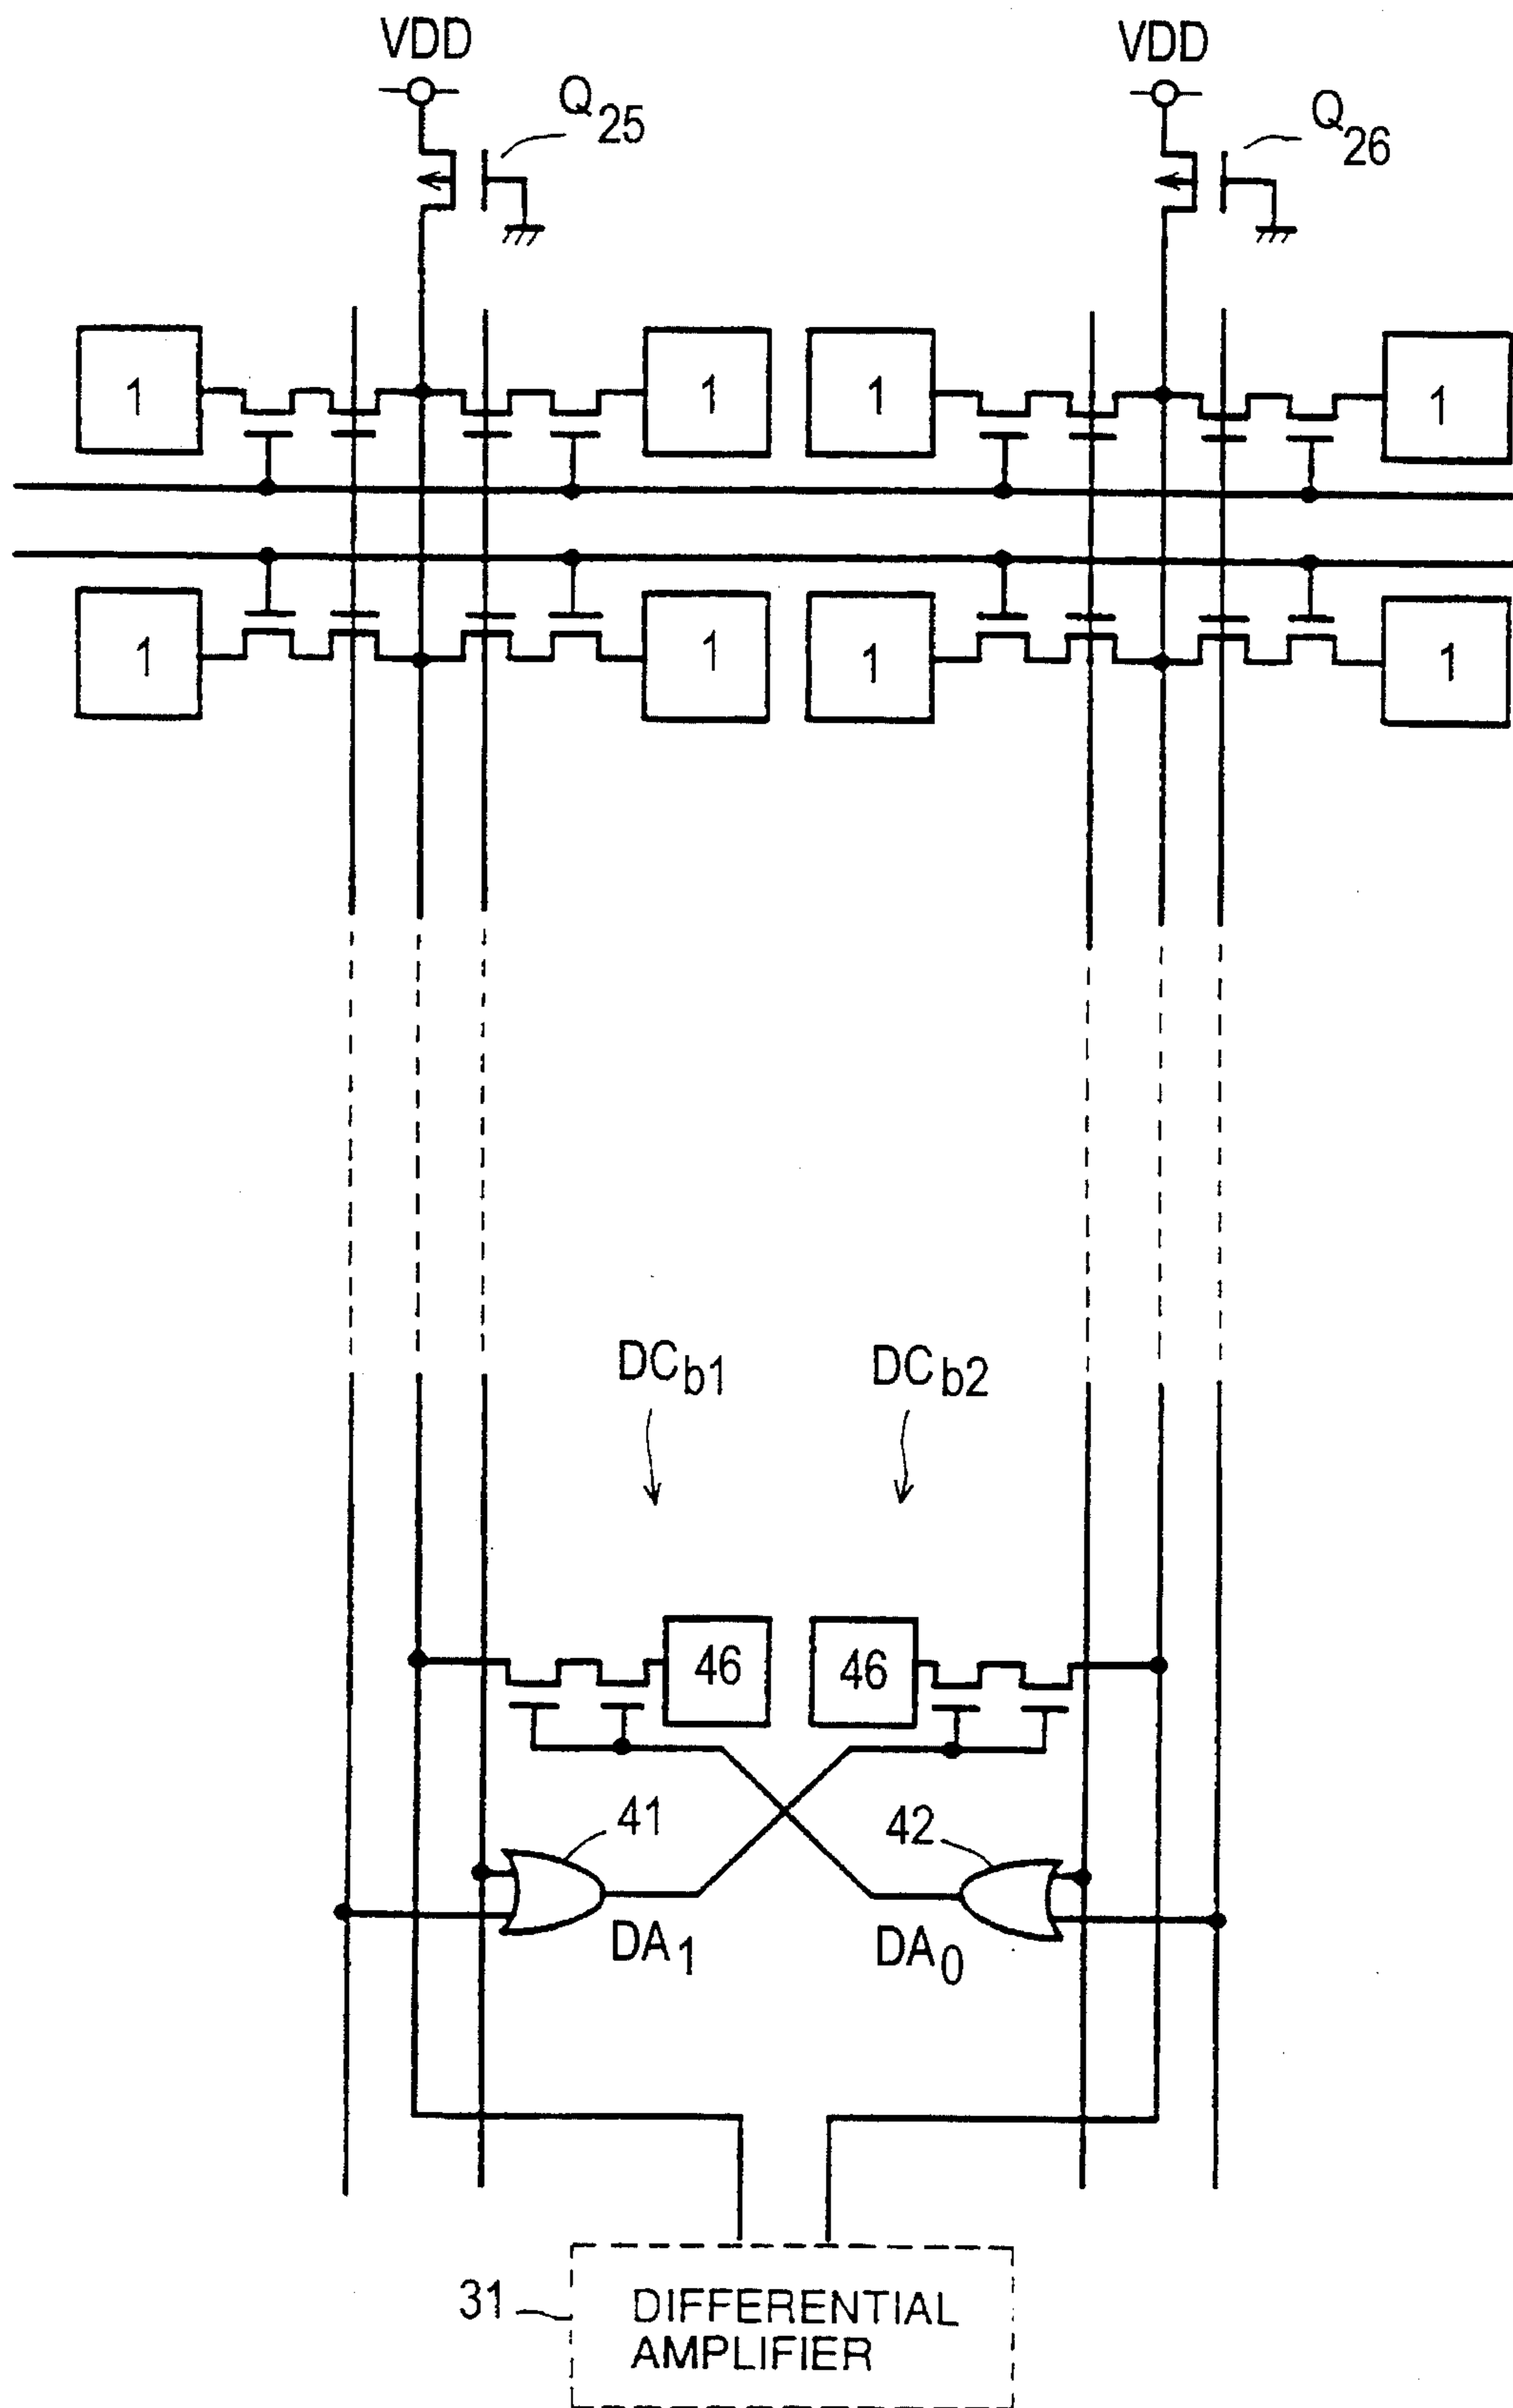 VDD VDD
Q25 Q26
1 1 1 1
1 1 1 1
DCb1 DCb2
46 46
41 42
DA1 DA0
31 DIFFERENTIAL
AMPLIFIER